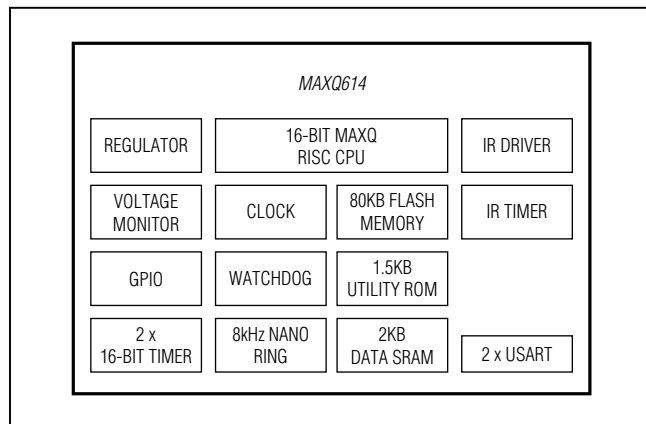 MAXQ614
REGULATOR
16-BIT MAXQ
RISC CPU
IR DRIVER
VOLTAGE
MONITOR
CLOCK
80KB FLASH
MEMORY
IR TIMER
GPIO
WATCHDOG
1.5KB
UTILITY ROM
2 x
16-BIT TIMER
8kHz NANO
RING
2KB
DATA SRAM
2 x USART